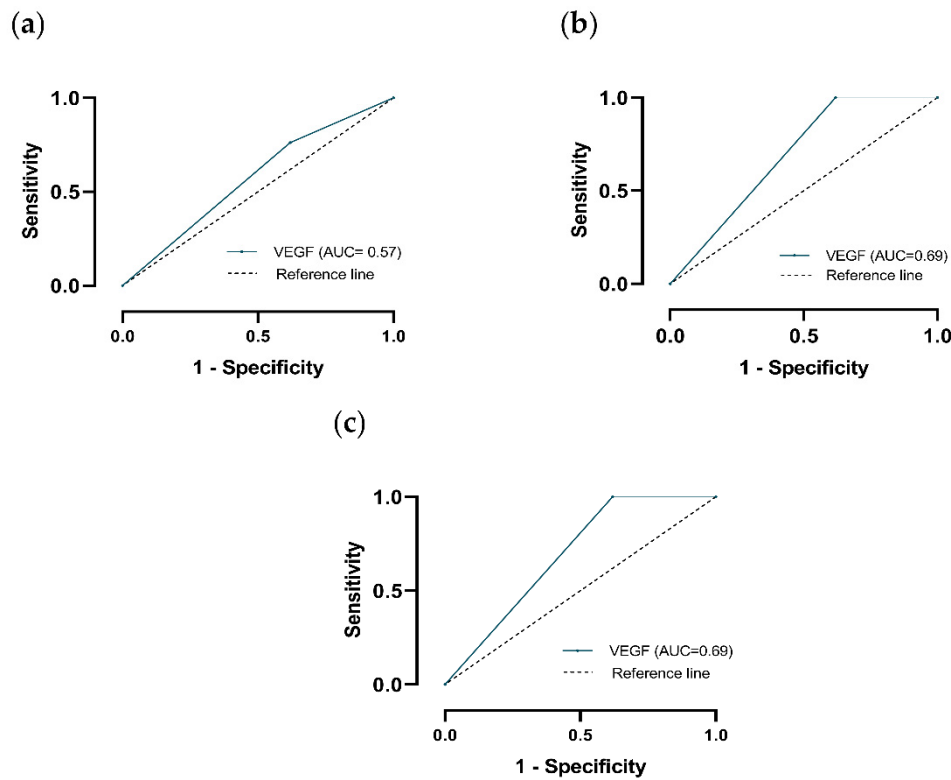 (a)
1.0
0.5
0.0
Sensitivity
VEGF (AUC= 0.57)
Reference line
0.0 0.5 1.0
1 - Specificity
(b)
1.0
0.5
0.0
Sensitivity
VEGF (AUC=0.69)
Reference line
0.0 0.5 1.0
1 - Specificity
(c)
1.0
0.5
0.0
Sensitivity
VEGF (AUC=0.69)
Reference line
0.0 0.5 1.0
1 - Specificity